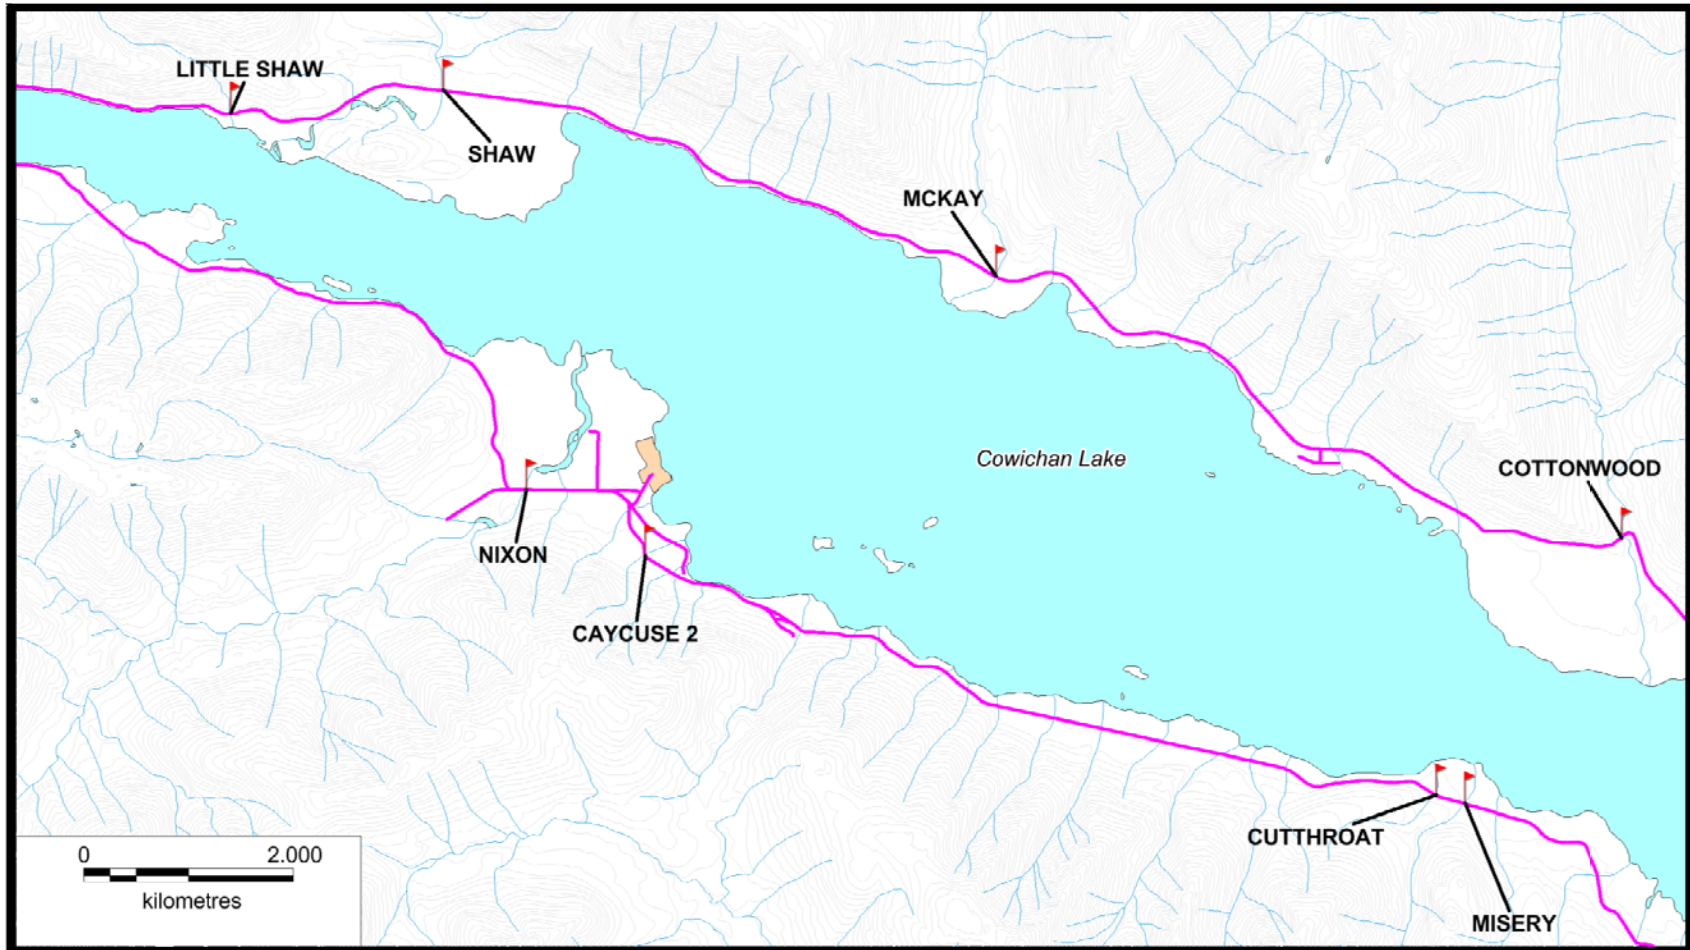 LITTLE SHAW
SHAW
MCKAY
Cowichan Lake
COTTONWOOD
NIXON
CAYCUSE 2
CUTTHROAT
0 2.000
kilometres
MISERY